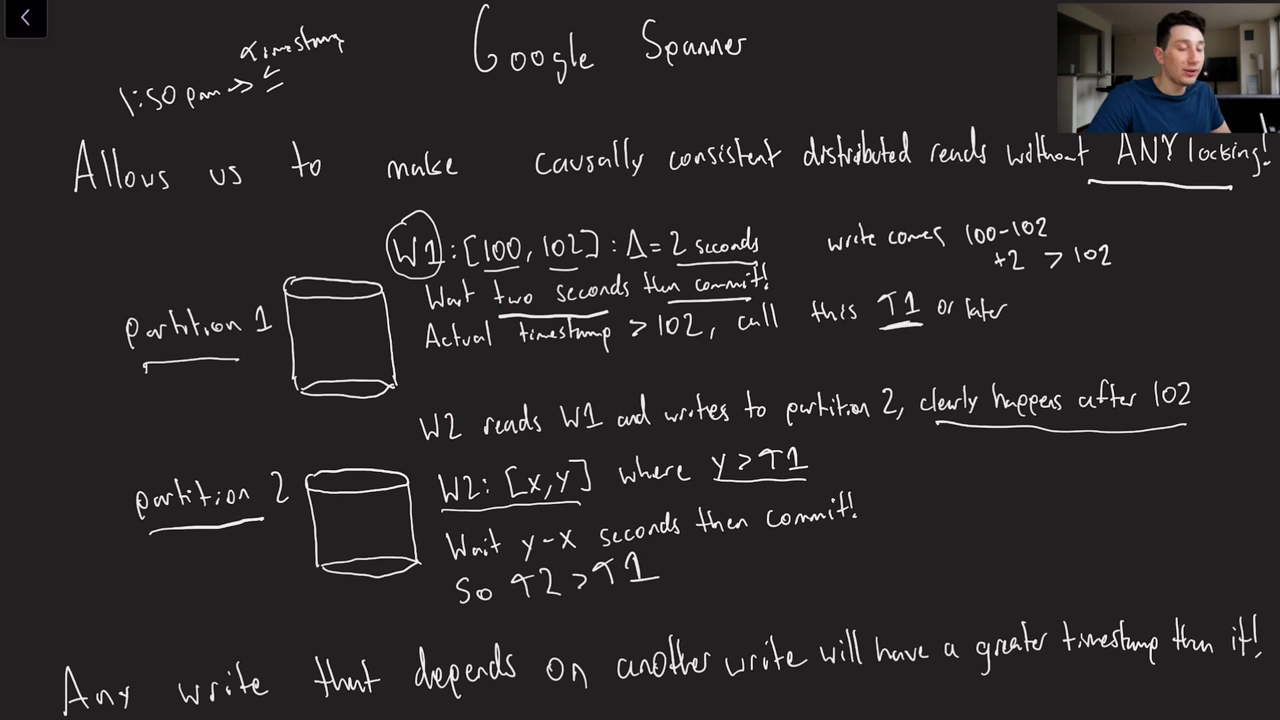 Google Spanner
timestamp
1:50 pm → ≤
Allows us to make causally consistent distributed reads without ANY locking!
W1: [100, 102] : Δ = 2 seconds
write comes 100-102
+2 > 102
Wait two seconds then commit!
Actual timestamp > 102, call this T1 or later
partition 1
W2 reads W1 and writes to partition 2, clearly happens after 102
partition 2
W2: [x,y] where y > T1
Wait y-x seconds then commit!
So T2 > T1
Any write that depends on another write will have a greater timestamp than it!